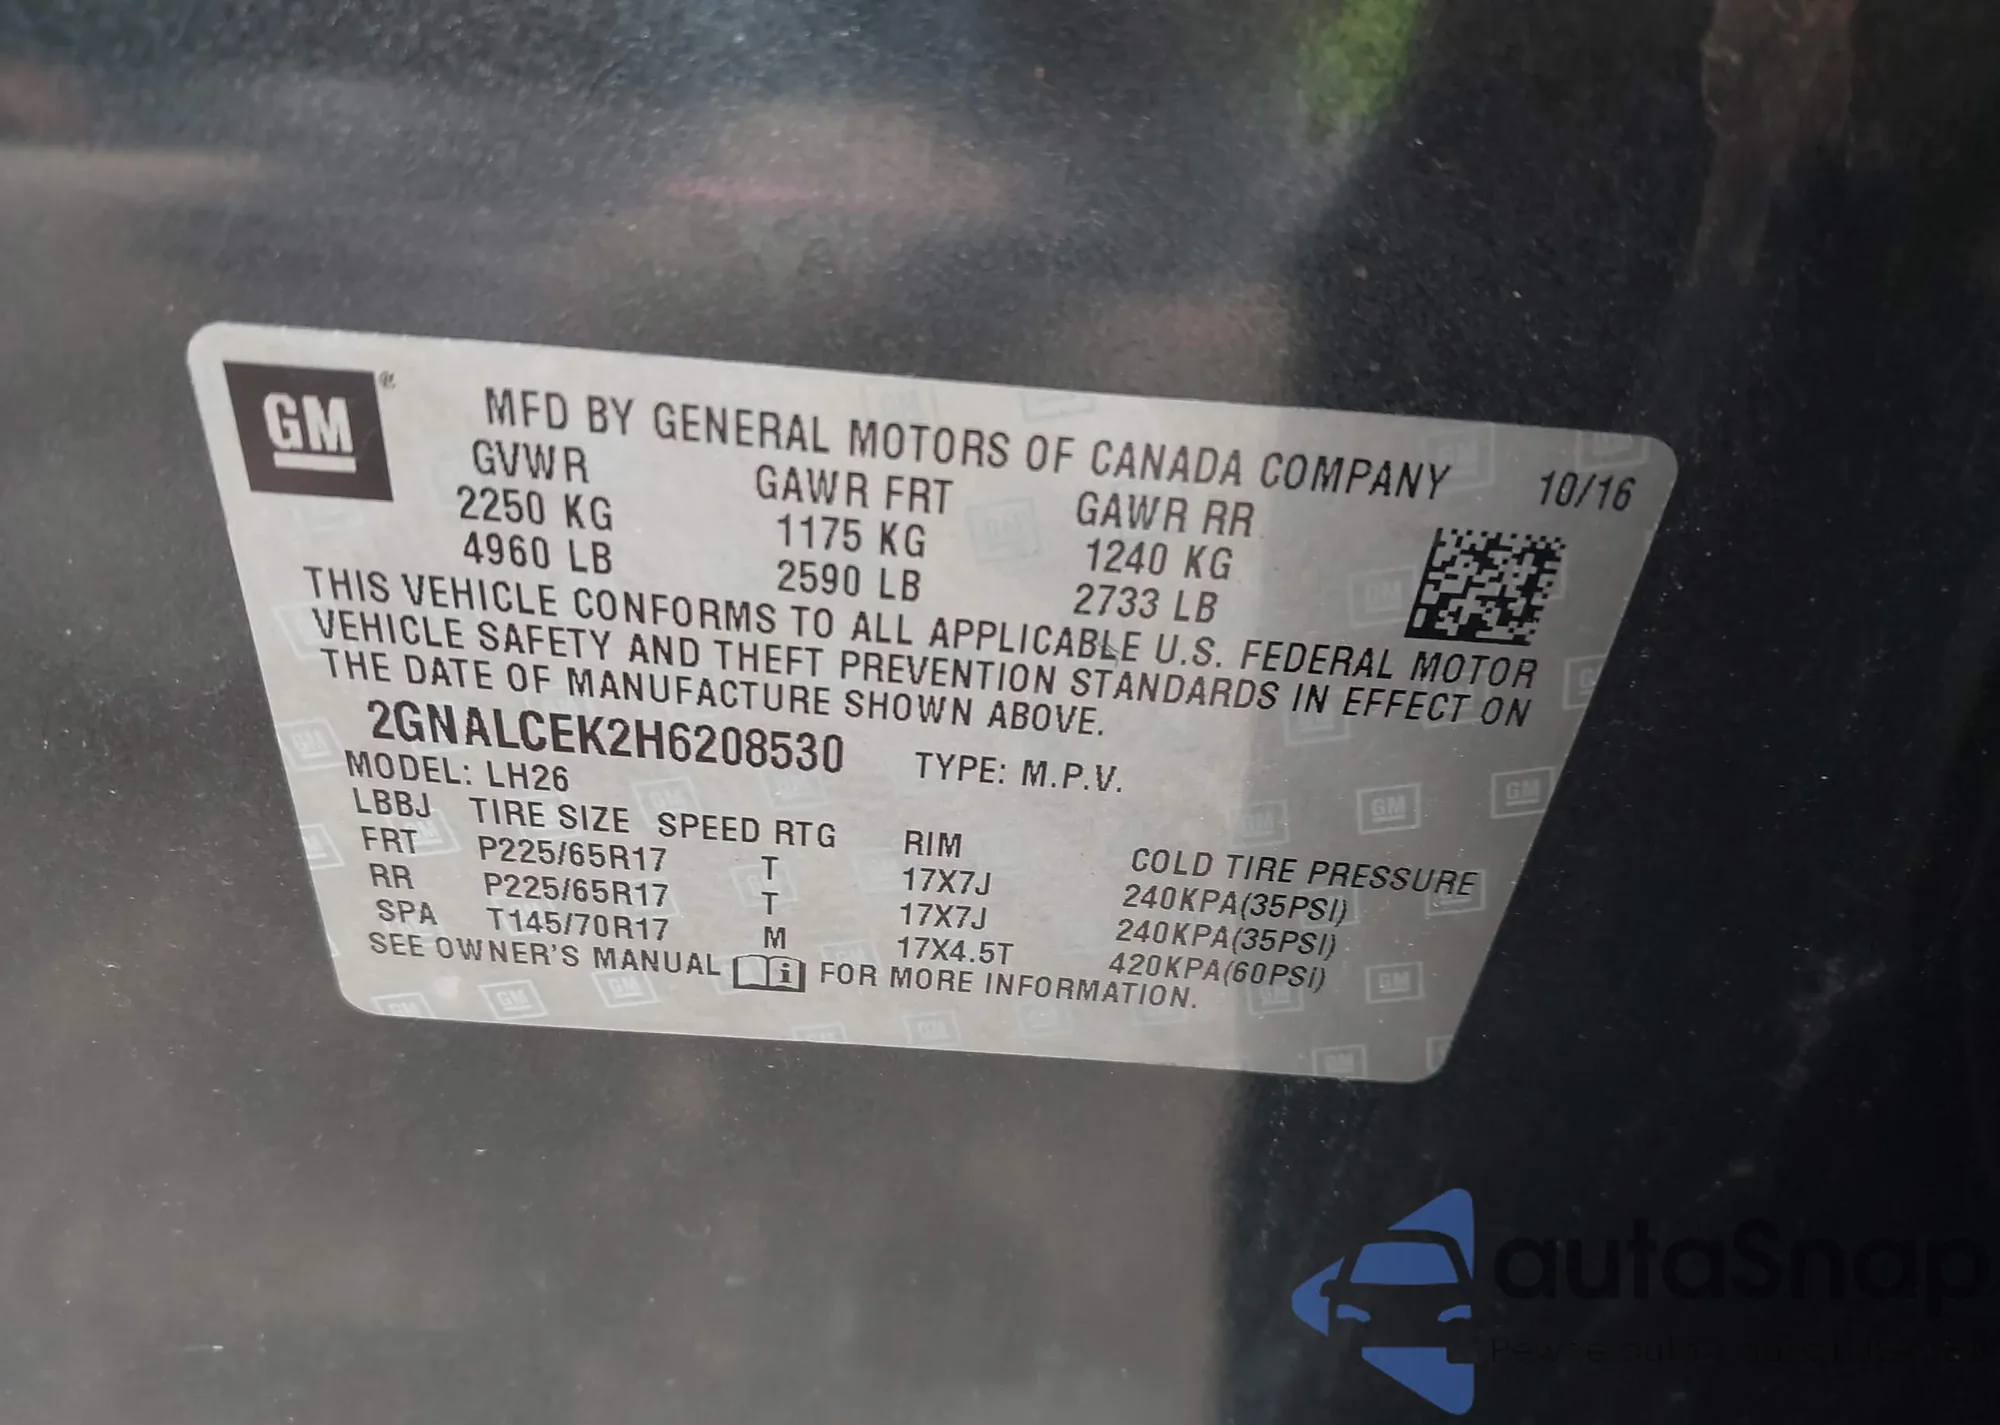 GM ®
MFD BY GENERAL MOTORS OF CANADA COMPANY 10/16
GVWR GAWR FRT GAWR RR
2250 KG 1175 KG 1240 KG
4960 LB 2590 LB 2733 LB
THIS VEHICLE CONFORMS TO ALL APPLICABLE U.S. FEDERAL MOTOR
VEHICLE SAFETY AND THEFT PREVENTION STANDARDS IN EFFECT ON
THE DATE OF MANUFACTURE SHOWN ABOVE.
2GNALCEK2H6208530 TYPE: M.P.V.
MODEL: LH26
LBBJ TIRE SIZE SPEED RTG RIM COLD TIRE PRESSURE
FRT P225/65R17 T 17X7J 240KPA(35PSI)
RR P225/65R17 T 17X7J 240KPA(35PSI)
SPA T145/70R17 M 17X4.5T 420KPA(60PSI)
SEE OWNER'S MANUAL FOR MORE INFORMATION.
autaSnap